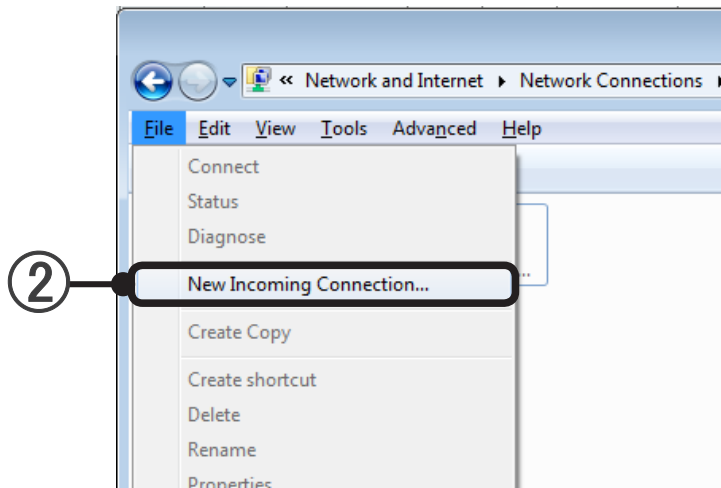 « Network and Internet ▸ Network Connections ▸
File Edit View Tools Advanced Help
Connect
Status
Diagnose
...
② New Incoming Connection...
Create Copy
Create shortcut
Delete
Rename
Properties